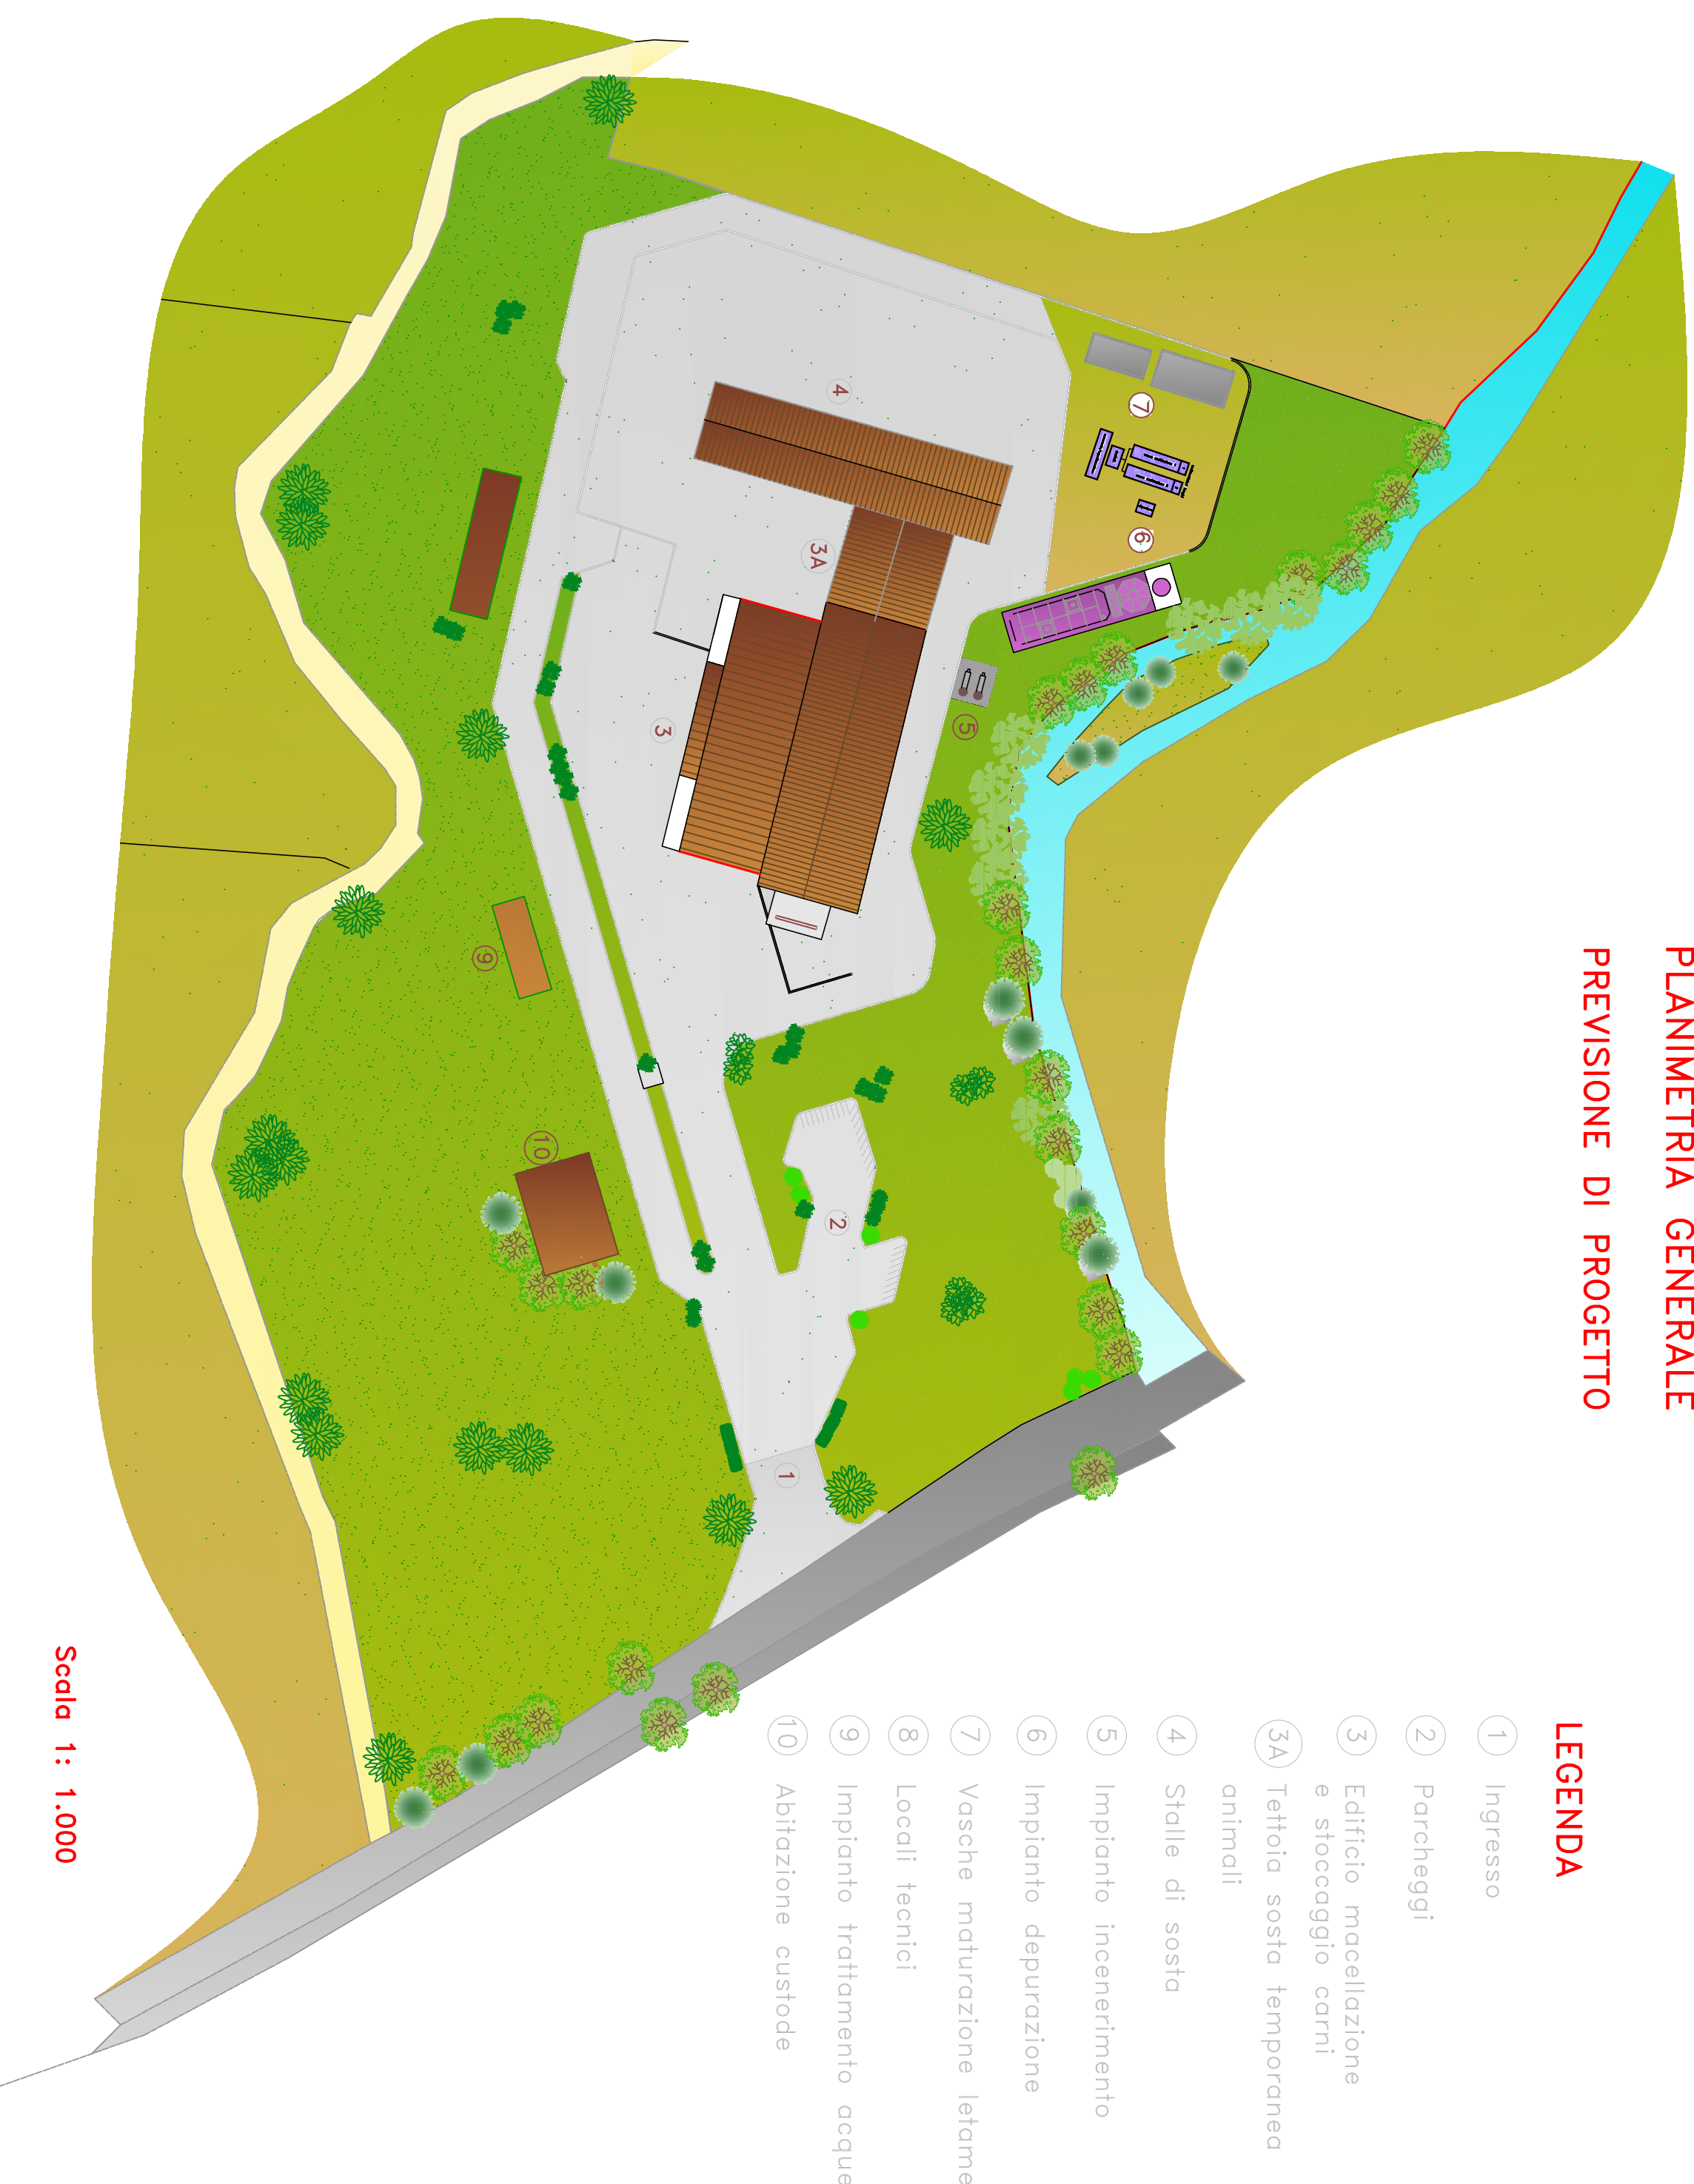 PLANIMETRIA GENERALE
PREVISIONE DI PROGETTO
LEGENDA
1 Ingresso
2 Parcheggi
3 Edificio macellazione
e stoccaggio carni
3A Tettoia sosta temporanea
animali
4 Stalle di sosta
5 Impianto incenerimento
6 Impianto depurazione
7 Vasche maturazione letame
8 Locali tecnici
9 Impianto trattamento acque
10 Abitazione custode
7
6
5
4
3A
3
2
1
9
10
Scala 1: 1.000